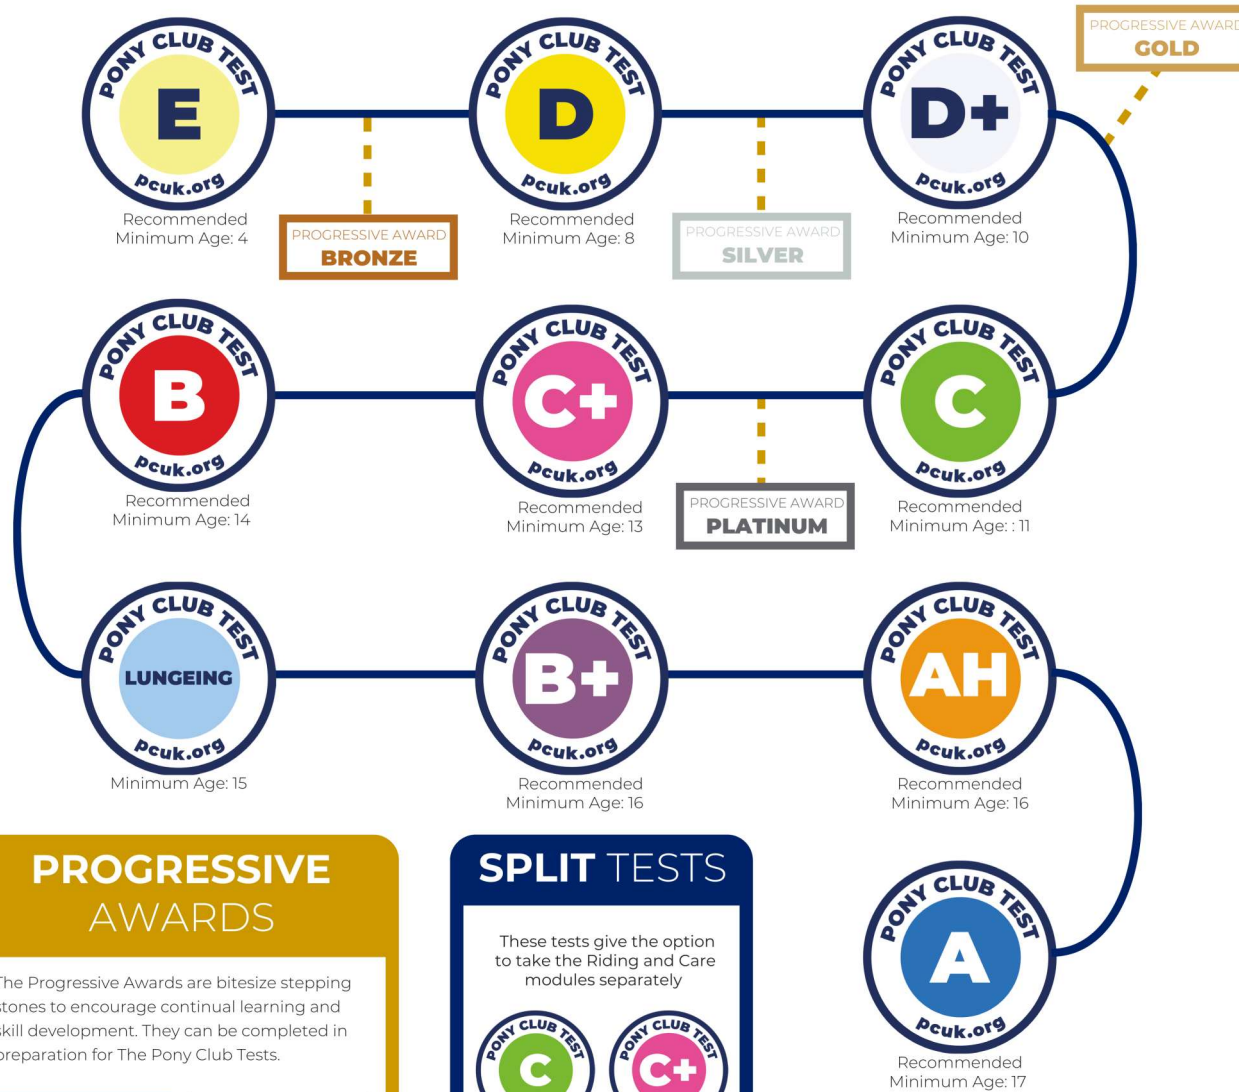 PONY CLUB TEST
E
pcuk.org
Recommended
Minimum Age: 4
PROGRESSIVE AWARD
BRONZE
PONY CLUB TEST
D
pcuk.org
Recommended
Minimum Age: 8
PROGRESSIVE AWARD
SILVER
PONY CLUB TEST
D+
pcuk.org
Recommended
Minimum Age: 10
PROGRESSIVE AWARD
GOLD
PONY CLUB TEST
B
pcuk.org
Recommended
Minimum Age: 14
PONY CLUB TEST
C+
pcuk.org
Recommended
Minimum Age: 13
PROGRESSIVE AWARD
PLATINUM
PONY CLUB TEST
C
pcuk.org
Recommended
Minimum Age: : 11
PONY CLUB TEST
LUNGEING
pcuk.org
Minimum Age: 15
PONY CLUB TEST
B+
pcuk.org
Recommended
Minimum Age: 16
PONY CLUB TEST
AH
pcuk.org
Recommended
Minimum Age: 16
PROGRESSIVE
AWARDS
The Progressive Awards are bitesize stepping
stones to encourage continual learning and
skill development. They can be completed in
preparation for The Pony Club Tests.
SPLIT TESTS
These tests give the option
to take the Riding and Care
modules separately
PONY CLUB TEST
C
PONY CLUB TEST
C+
PONY CLUB TEST
A
pcuk.org
Recommended
Minimum Age: 17